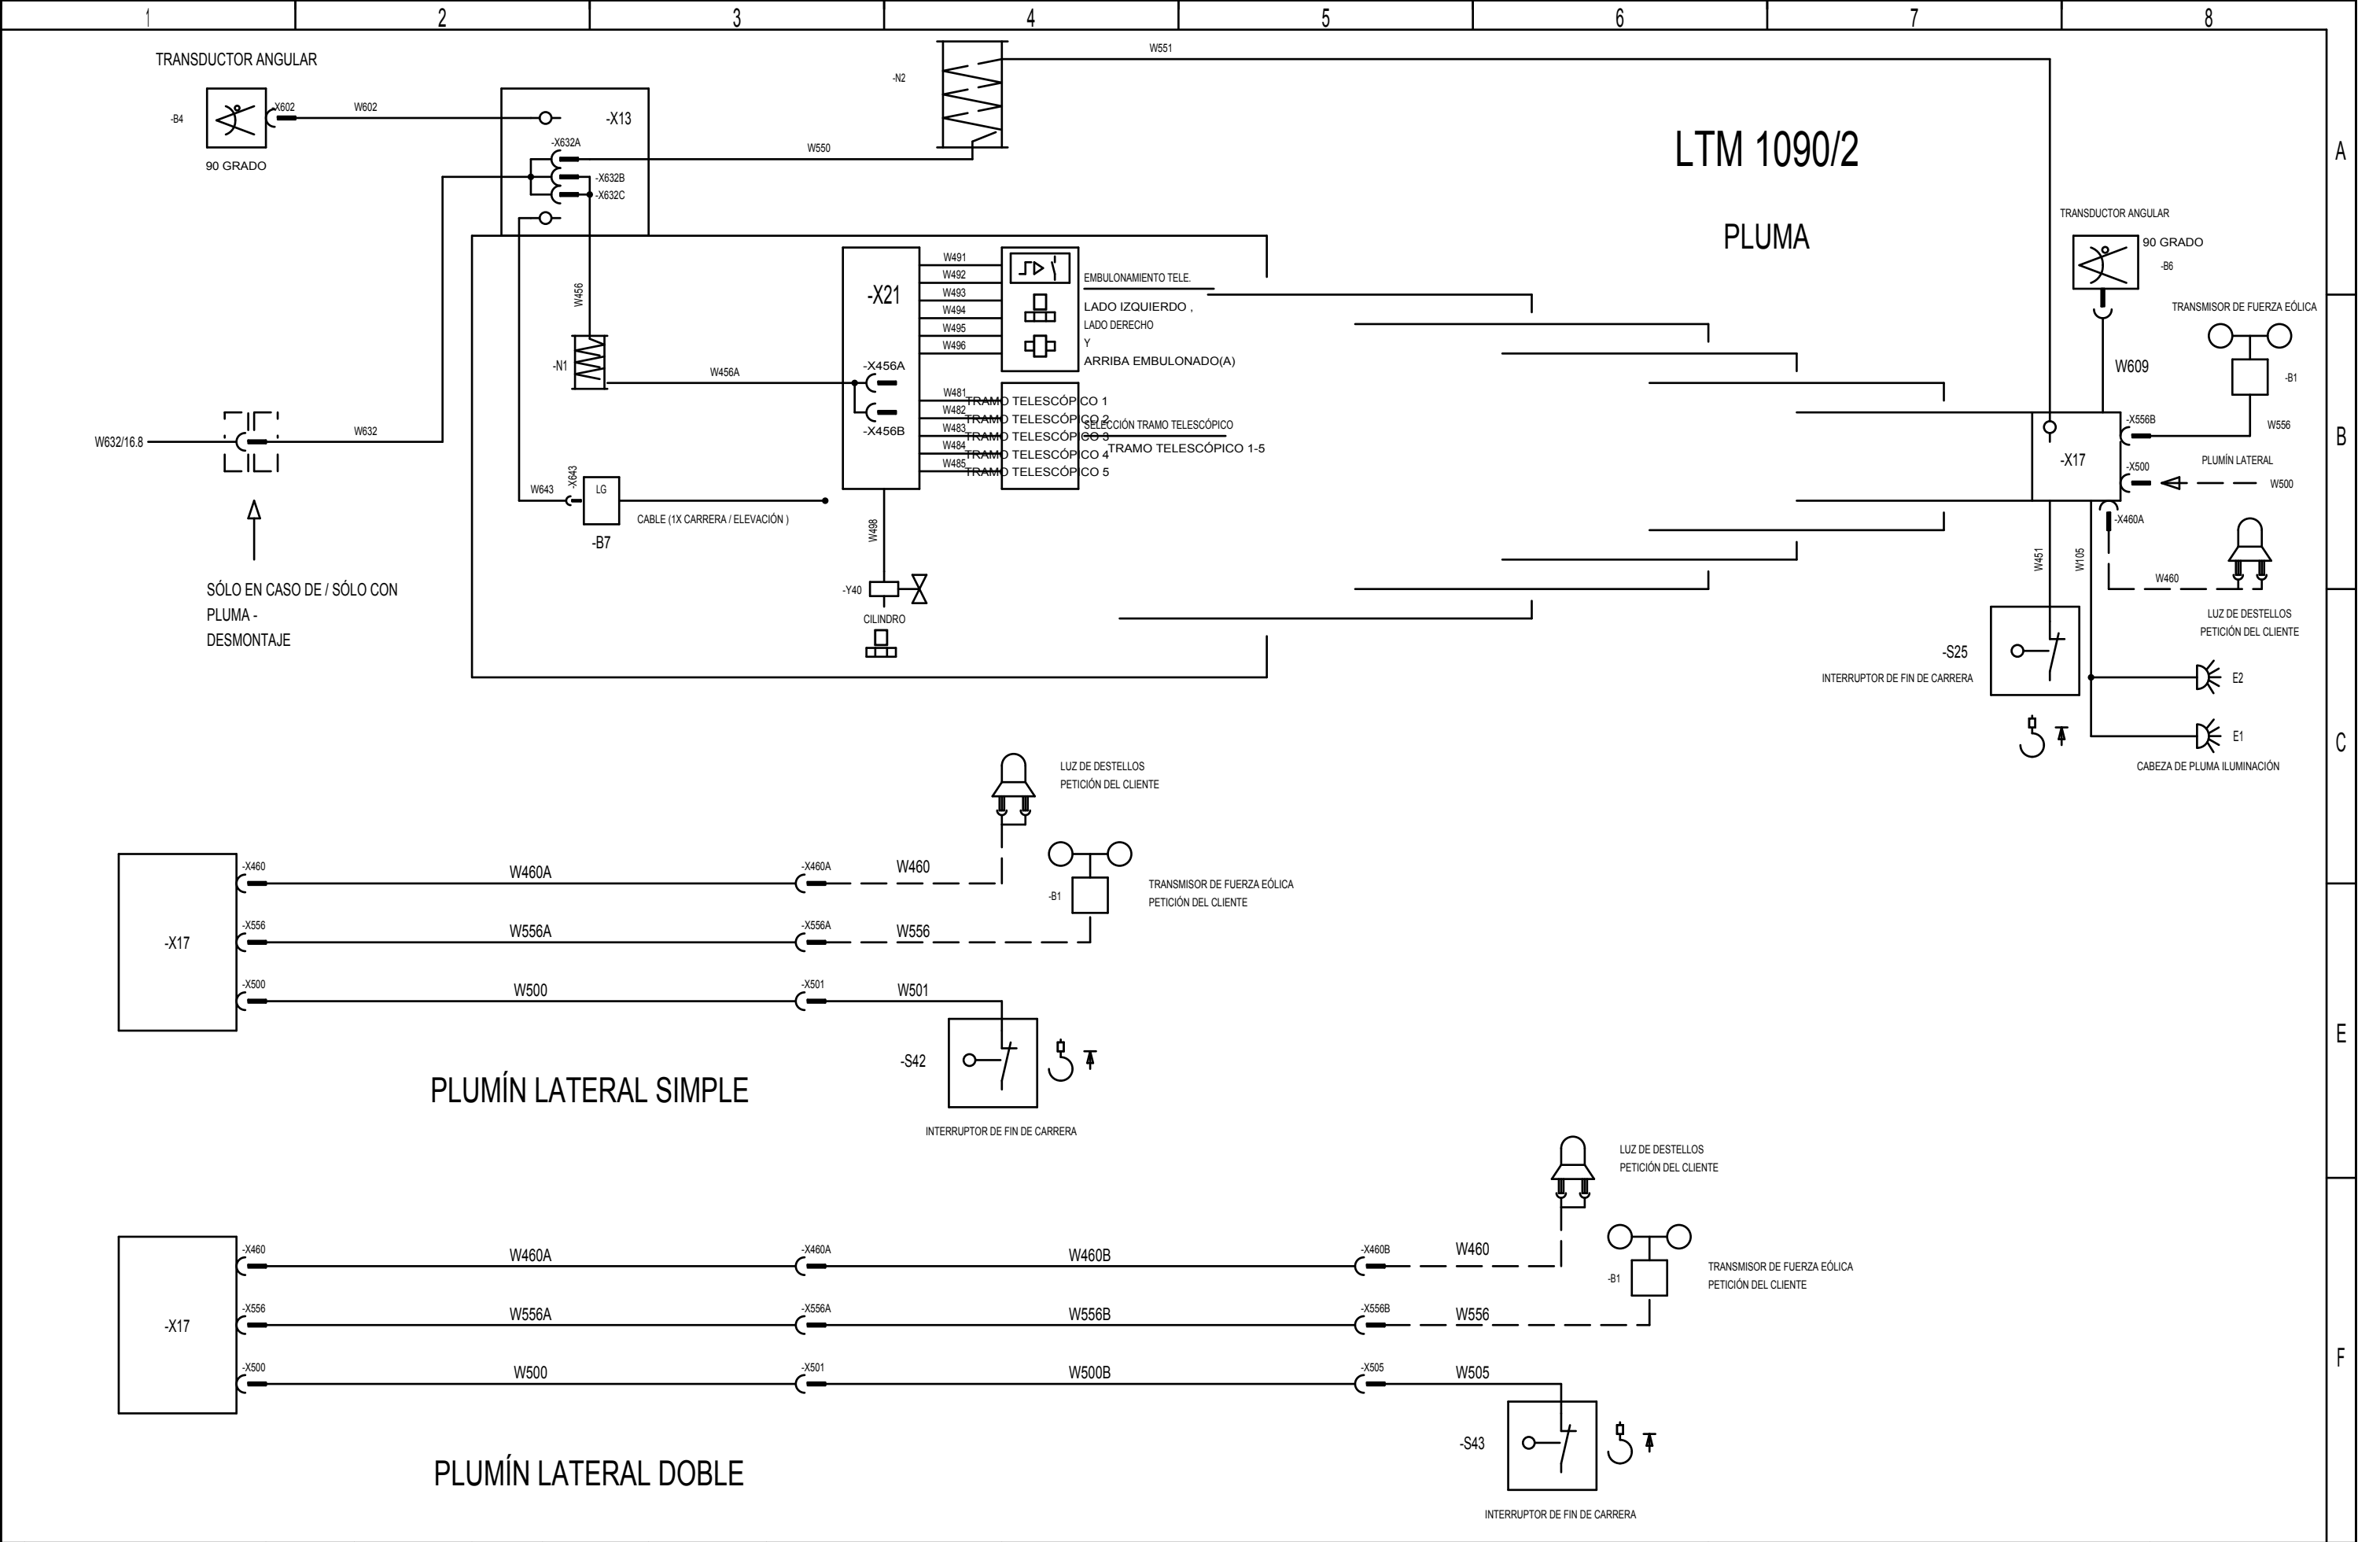 1 2 3 4 5 6 7 8
A
B
C
E
F
LTM 1090/2
PLUMA
TRANSDUCTOR ANGULAR
-B4
-X602
W602
90 GRADO
-X13
-X632A
-X632B
-X632C
W550
-N2
W551
W456
-N1
W456A
-X21
-X456A
-X456B
W491
W492
W493
W494
W495
W496
EMBULONAMIENTO TELE.
LADO IZQUIERDO ,
LADO DERECHO
Y
ARRIBA EMBULONADO(A)
W481
W482
W483
W484
W485
TRAMO TELESCÓPICO 1
TRAMO TELESCÓPICO 2
TRAMO TELESCÓPICO 3
TRAMO TELESCÓPICO 4
TRAMO TELESCÓPICO 5
SELECCIÓN TRAMO TELESCÓPICO
TRAMO TELESCÓPICO 1-5
W632/16.8
W632
SÓLO EN CASO DE / SÓLO CON
PLUMA -
DESMONTAJE
W643
-X643
LG
-B7
CABLE (1X CARRERA / ELEVACIÓN )
W498
-Y40
CILINDRO
TRANSDUCTOR ANGULAR
90 GRADO
-B6
TRANSMISOR DE FUERZA EÓLICA
W609
-B1
-X556B
W556
-X17
PLUMÍN LATERAL
-X500
W500
-X460A
W451
W105
W460
LUZ DE DESTELLOS
PETICIÓN DEL CLIENTE
-S25
INTERRUPTOR DE FIN DE CARRERA
E2
E1
CABEZA DE PLUMA ILUMINACIÓN
LUZ DE DESTELLOS
PETICIÓN DEL CLIENTE
-X17
-X460
W460A
-X460A
W460
-B1
TRANSMISOR DE FUERZA EÓLICA
PETICIÓN DEL CLIENTE
-X556
W556A
-X556A
W556
-X500
W500
-X501
W501
-S42
INTERRUPTOR DE FIN DE CARRERA
PLUMÍN LATERAL SIMPLE
LUZ DE DESTELLOS
PETICIÓN DEL CLIENTE
-X17
-X460
W460A
-X460A
W460B
-X460B
W460
-B1
TRANSMISOR DE FUERZA EÓLICA
PETICIÓN DEL CLIENTE
-X556
W556A
-X556A
W556B
-X556B
W556
-X500
W500
-X501
W500B
-X505
W505
-S43
INTERRUPTOR DE FIN DE CARRERA
PLUMÍN LATERAL DOBLE